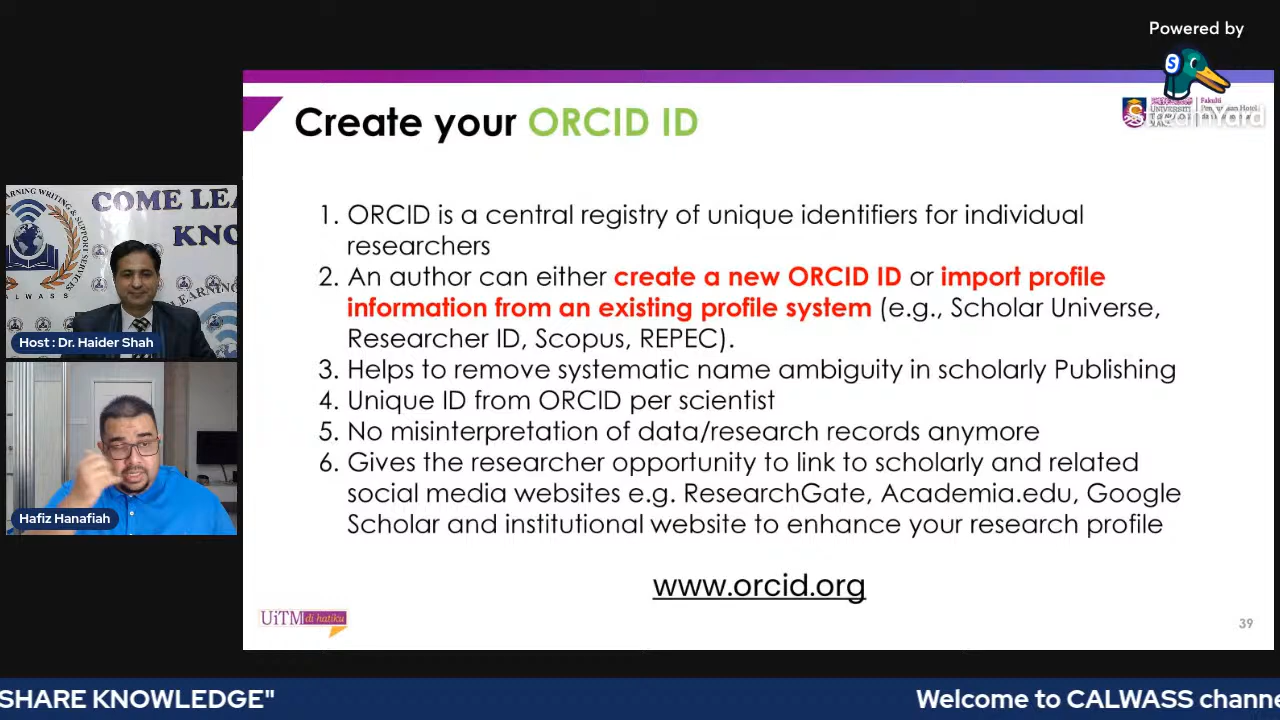 Powered by
S
StreamYard
Create your ORCID ID
UNIVERSITI
TEKNOLOGI
MARA
Fakulti
1. ORCID is a central registry of unique identifiers for individual
researchers
2. An author can either create a new ORCID ID or import profile
information from an existing profile system (e.g., Scholar Universe,
Researcher ID, Scopus, REPEC).
3. Helps to remove systematic name ambiguity in scholarly Publishing
4. Unique ID from ORCID per scientist
5. No misinterpretation of data/research records anymore
6. Gives the researcher opportunity to link to scholarly and related
social media websites e.g. ResearchGate, Academia.edu, Google
Scholar and institutional website to enhance your research profile
www.orcid.org
UiTM di hatiku
39
COME LEA
KNO
Host : Dr. Haider Shah
Hafiz Hanafiah
SHARE KNOWLEDGE"
Welcome to CALWASS channe